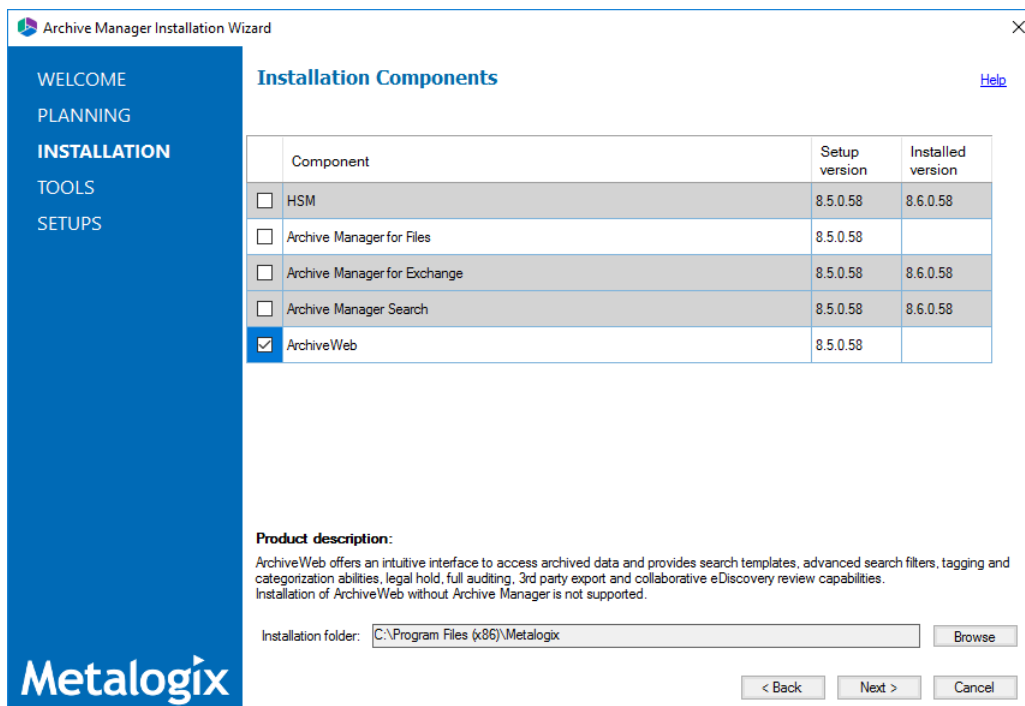 Archive Manager Installation Wizard
WELCOME
PLANNING
INSTALLATION
TOOLS
SETUPS
Installation Components
Help
Component
Setup version
Installed version
HSM 8.5.0.58 8.6.0.58
Archive Manager for Files 8.5.0.58
Archive Manager for Exchange 8.5.0.58 8.6.0.58
Archive Manager Search 8.5.0.58 8.6.0.58
ArchiveWeb 8.5.0.58
Product description:
ArchiveWeb offers an intuitive interface to access archived data and provides search templates, advanced search filters, tagging and
categorization abilities, legal hold, full auditing, 3rd party export and collaborative eDiscovery review capabilities.
Installation of ArchiveWeb without Archive Manager is not supported.
Installation folder: C:\Program Files (x86)\Metalogix
Browse
Metalogix
< Back Next > Cancel